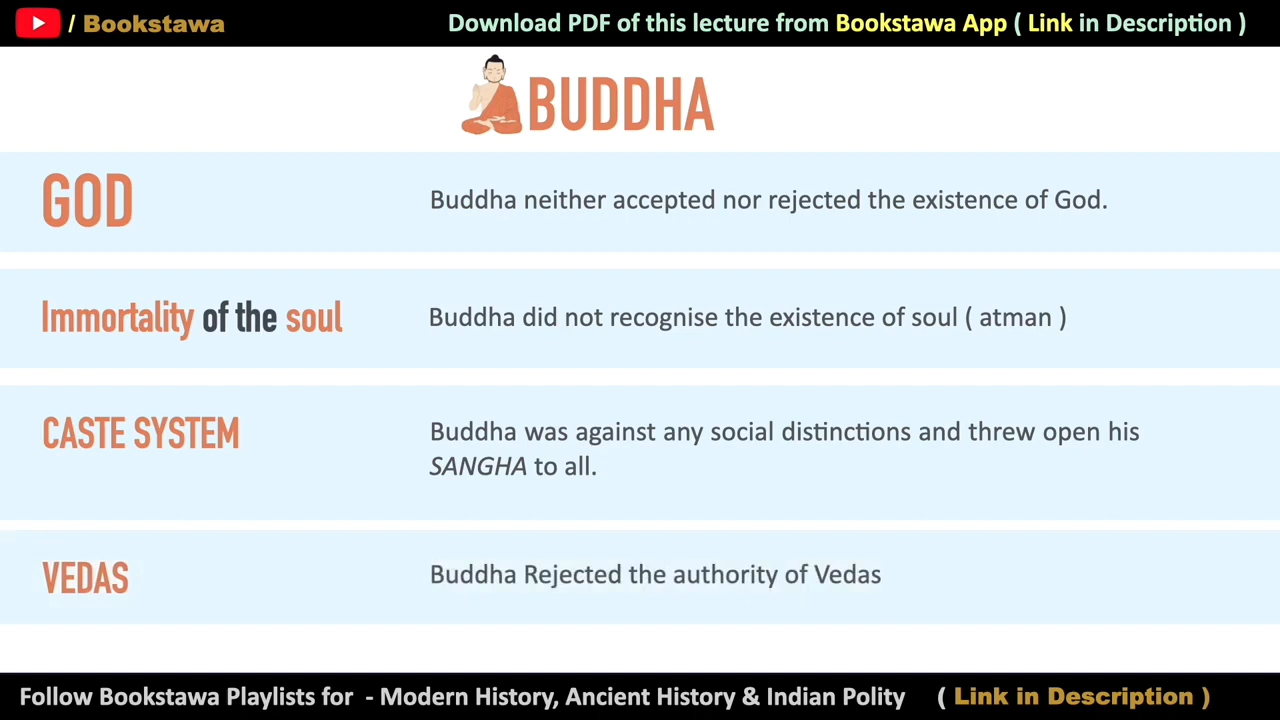 / Bookstawa
Download PDF of this lecture from Bookstawa App ( Link in Description )
BUDDHA
GOD
Buddha neither accepted nor rejected the existence of God.
Immortality of the soul
Buddha did not recognise the existence of soul ( atman )
CASTE SYSTEM
Buddha was against any social distinctions and threw open his
SANGHA to all.
VEDAS
Buddha Rejected the authority of Vedas
Follow Bookstawa Playlists for - Modern History, Ancient History & Indian Polity ( Link in Description )